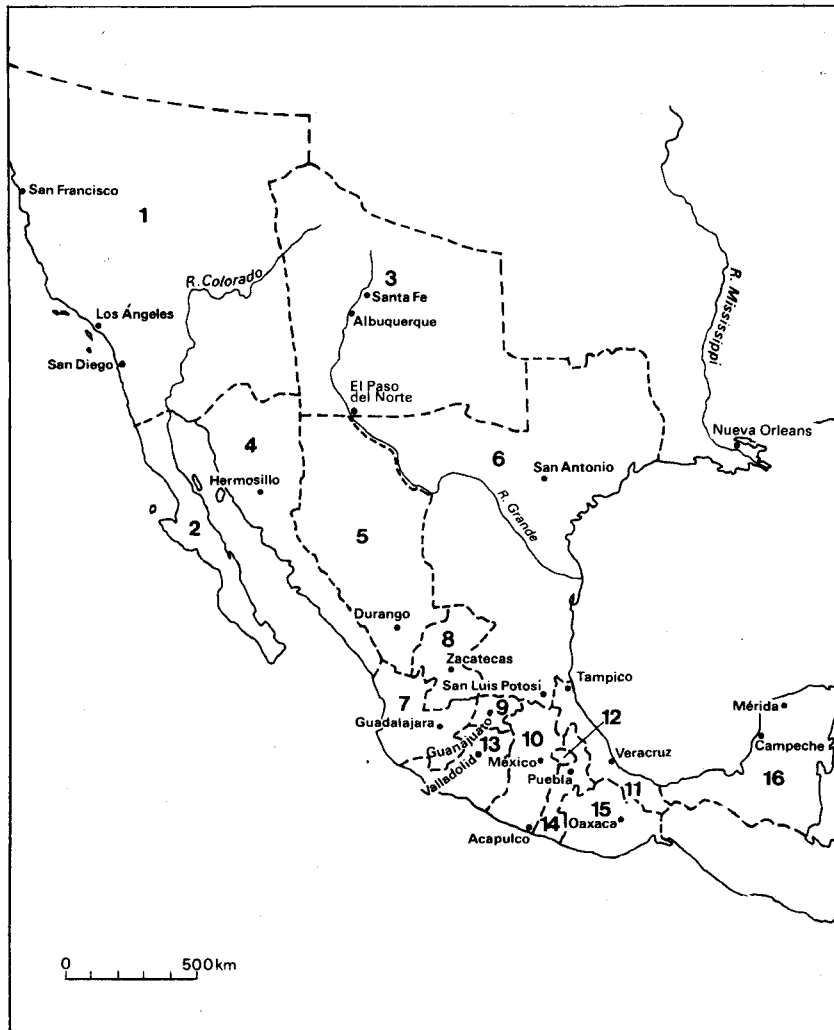 San Francisco
1
R. Colorado
3
Santa Fe
Albuquerque
R. Mississippi
Los Ángeles
San Diego
El Paso
del Norte
Nueva Orleans
4
6
San Antonio
Hermosillo
R. Grande
2
5
Durango
8
Zacatecas
San Luis Potosí
Tampico
7
9
12
Mérida
Guadalajara
Guanajuato
13
10
Campeche
Valladolid
México
Veracruz
Puebla
11
16
15
Oaxaca
14
Acapulco
0 500 km